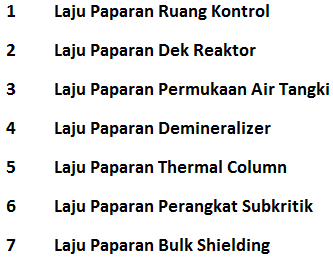 1 Laju Paparan Ruang Kontrol
2 Laju Paparan Dek Reaktor
3 Laju Paparan Permukaan Air Tangki
4 Laju Paparan Demineralizer
5 Laju Paparan Thermal Column
6 Laju Paparan Perangkat Subkritik
7 Laju Paparan Bulk Shielding